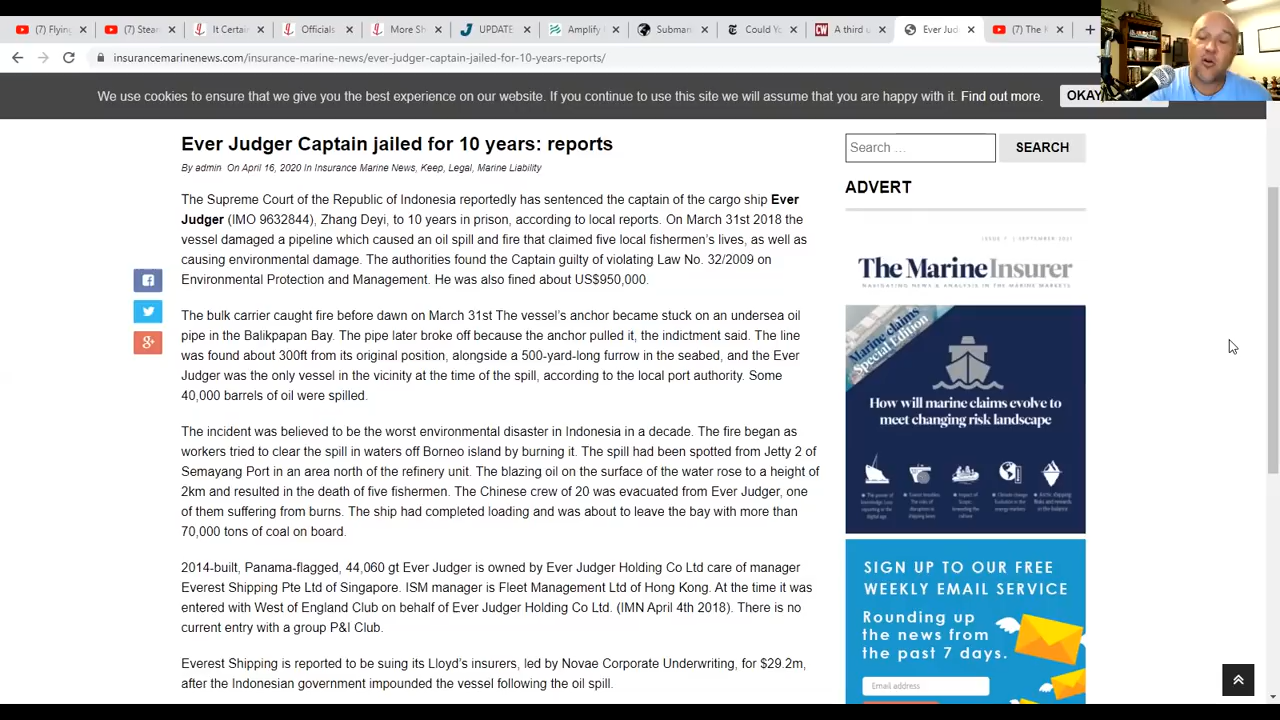 (7) Flying
(7) Stear
It Certain
Officials
More Sh
UPDATE
Amplify
Subman
Could Yo
A third o
Ever Jud
(7) The F
insurancemarinenews.com/insurance-marine-news/ever-judger-captain-jailed-for-10-years-reports/
We use cookies to ensure that we give you the best experience on our website. If you continue to use this site we will assume that you are happy with it. Find out more. OKAY
Ever Judger Captain jailed for 10 years: reports
By admin On April 16, 2020 In Insurance Marine News, Keep, Legal, Marine Liability
The Supreme Court of the Republic of Indonesia reportedly has sentenced the captain of the cargo ship Ever
Judger (IMO 9632844), Zhang Deyi, to 10 years in prison, according to local reports. On March 31st 2018 the
vessel damaged a pipeline which caused an oil spill and fire that claimed five local fishermen's lives, as well as
causing environmental damage. The authorities found the Captain guilty of violating Law No. 32/2009 on
Environmental Protection and Management. He was also fined about US$950,000.
The bulk carrier caught fire before dawn on March 31st The vessel's anchor became stuck on an undersea oil
pipe in the Balikpapan Bay. The pipe later broke off because the anchor pulled it, the indictment said. The line
was found about 300ft from its original position, alongside a 500-yard-long furrow in the seabed, and the Ever
Judger was the only vessel in the vicinity at the time of the spill, according to the local port authority. Some
40,000 barrels of oil were spilled.
The incident led to the worst environmental disaster in Indonesia in a decade. The fire began as
workers tried to clear the spill in waters off Borneo island by burning it. The spill had been spotted from Jetty 2 of
Semayang Port in an area north of the refinery unit. The blazing oil on the surface of the water rose to a height of
2km and resulted in the death of five fishermen. The Chinese crew of 20 was evacuated from Ever Judger, one
of them suffering from burns. The ship had completed loading and was about to leave the bay with more than
70,000 tons of coal on board.
2014-built, Panama-flagged, 44,060 gt Ever Judger is owned by Ever Judger Holding Co Ltd care of manager
Everest Shipping Pte Ltd of Singapore. ISM manager is Fleet Management Ltd of Hong Kong. At the time it was
entered with West of England Club on behalf of Ever Judger Holding Co Ltd. (IMN April 4th 2018). There is no
current entry with a group P&I Club.
Everest Shipping is reported to be suing its Lloyd's insurers, led by Novae Corporate Underwriting, for $29.2m,
after the Indonesian government impounded the vessel following the oil spill.
Search …
SEARCH
ADVERT
ISSUE 7 | SEPTEMBER 2021
The Marine Insurer
NAVIGATING NEWS & ANALYSIS IN THE MARINE MARKETS
Marine claims
Special Edition
How will marine claims evolve to
meet changing risk landscape
SIGN UP TO OUR FREE
WEEKLY EMAIL SERVICE
Rounding up
the news from
the past 7 days.
Email address